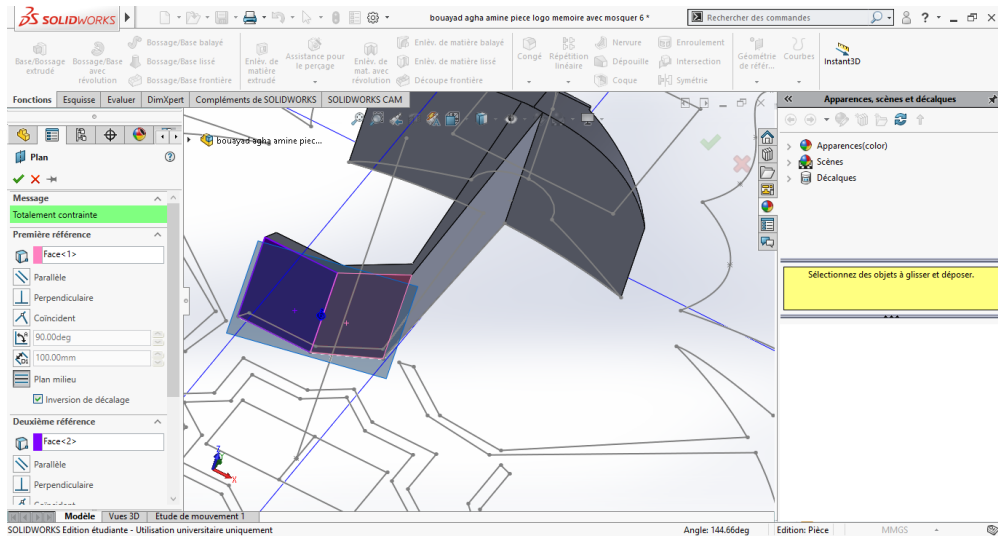 SOLIDWORKS
bouayad agha amine piece logo memoire avec mosquer 6 *
Rechercher des commandes
Base/Bossage extrudé
Bossage/Base avec révolution
Bossage/Base balayé
Bossage/Base lissé
Bossage/Base frontière
Enlèv. de matière extrudé
Assistance pour le perçage
Enlèv. de mat. avec révolution
Enlèv. de matière balayé
Enlèv. de matière lissé
Découpe frontière
Congé
Répétition linéaire
Nervure
Dépouille
Coque
Enroulement
Intersection
Symétrie
Géométrie de référ...
Courbes
Instant3D
Fonctions
Esquisse
Evaluer
DimXpert
Compléments de SOLIDWORKS
SOLIDWORKS CAM
bouayad agha amine piec...
Plan
Message
Totalement contrainte
Première référence
Face<1>
Parallèle
Perpendiculaire
Coïncident
90.00deg
100.00mm
Plan milieu
Inversion de décalage
Deuxième référence
Face<2>
Parallèle
Perpendiculaire
Coïncident
Z
X
Apparences, scènes et décalques
Apparences(color)
Scènes
Décalques
Sélectionnez des objets à glisser et déposer.
Modèle
Vues 3D
Etude de mouvement 1
SOLIDWORKS Edition étudiante - Utilisation universitaire uniquement
Angle: 144.66deg
Edition: Pièce
MMGS